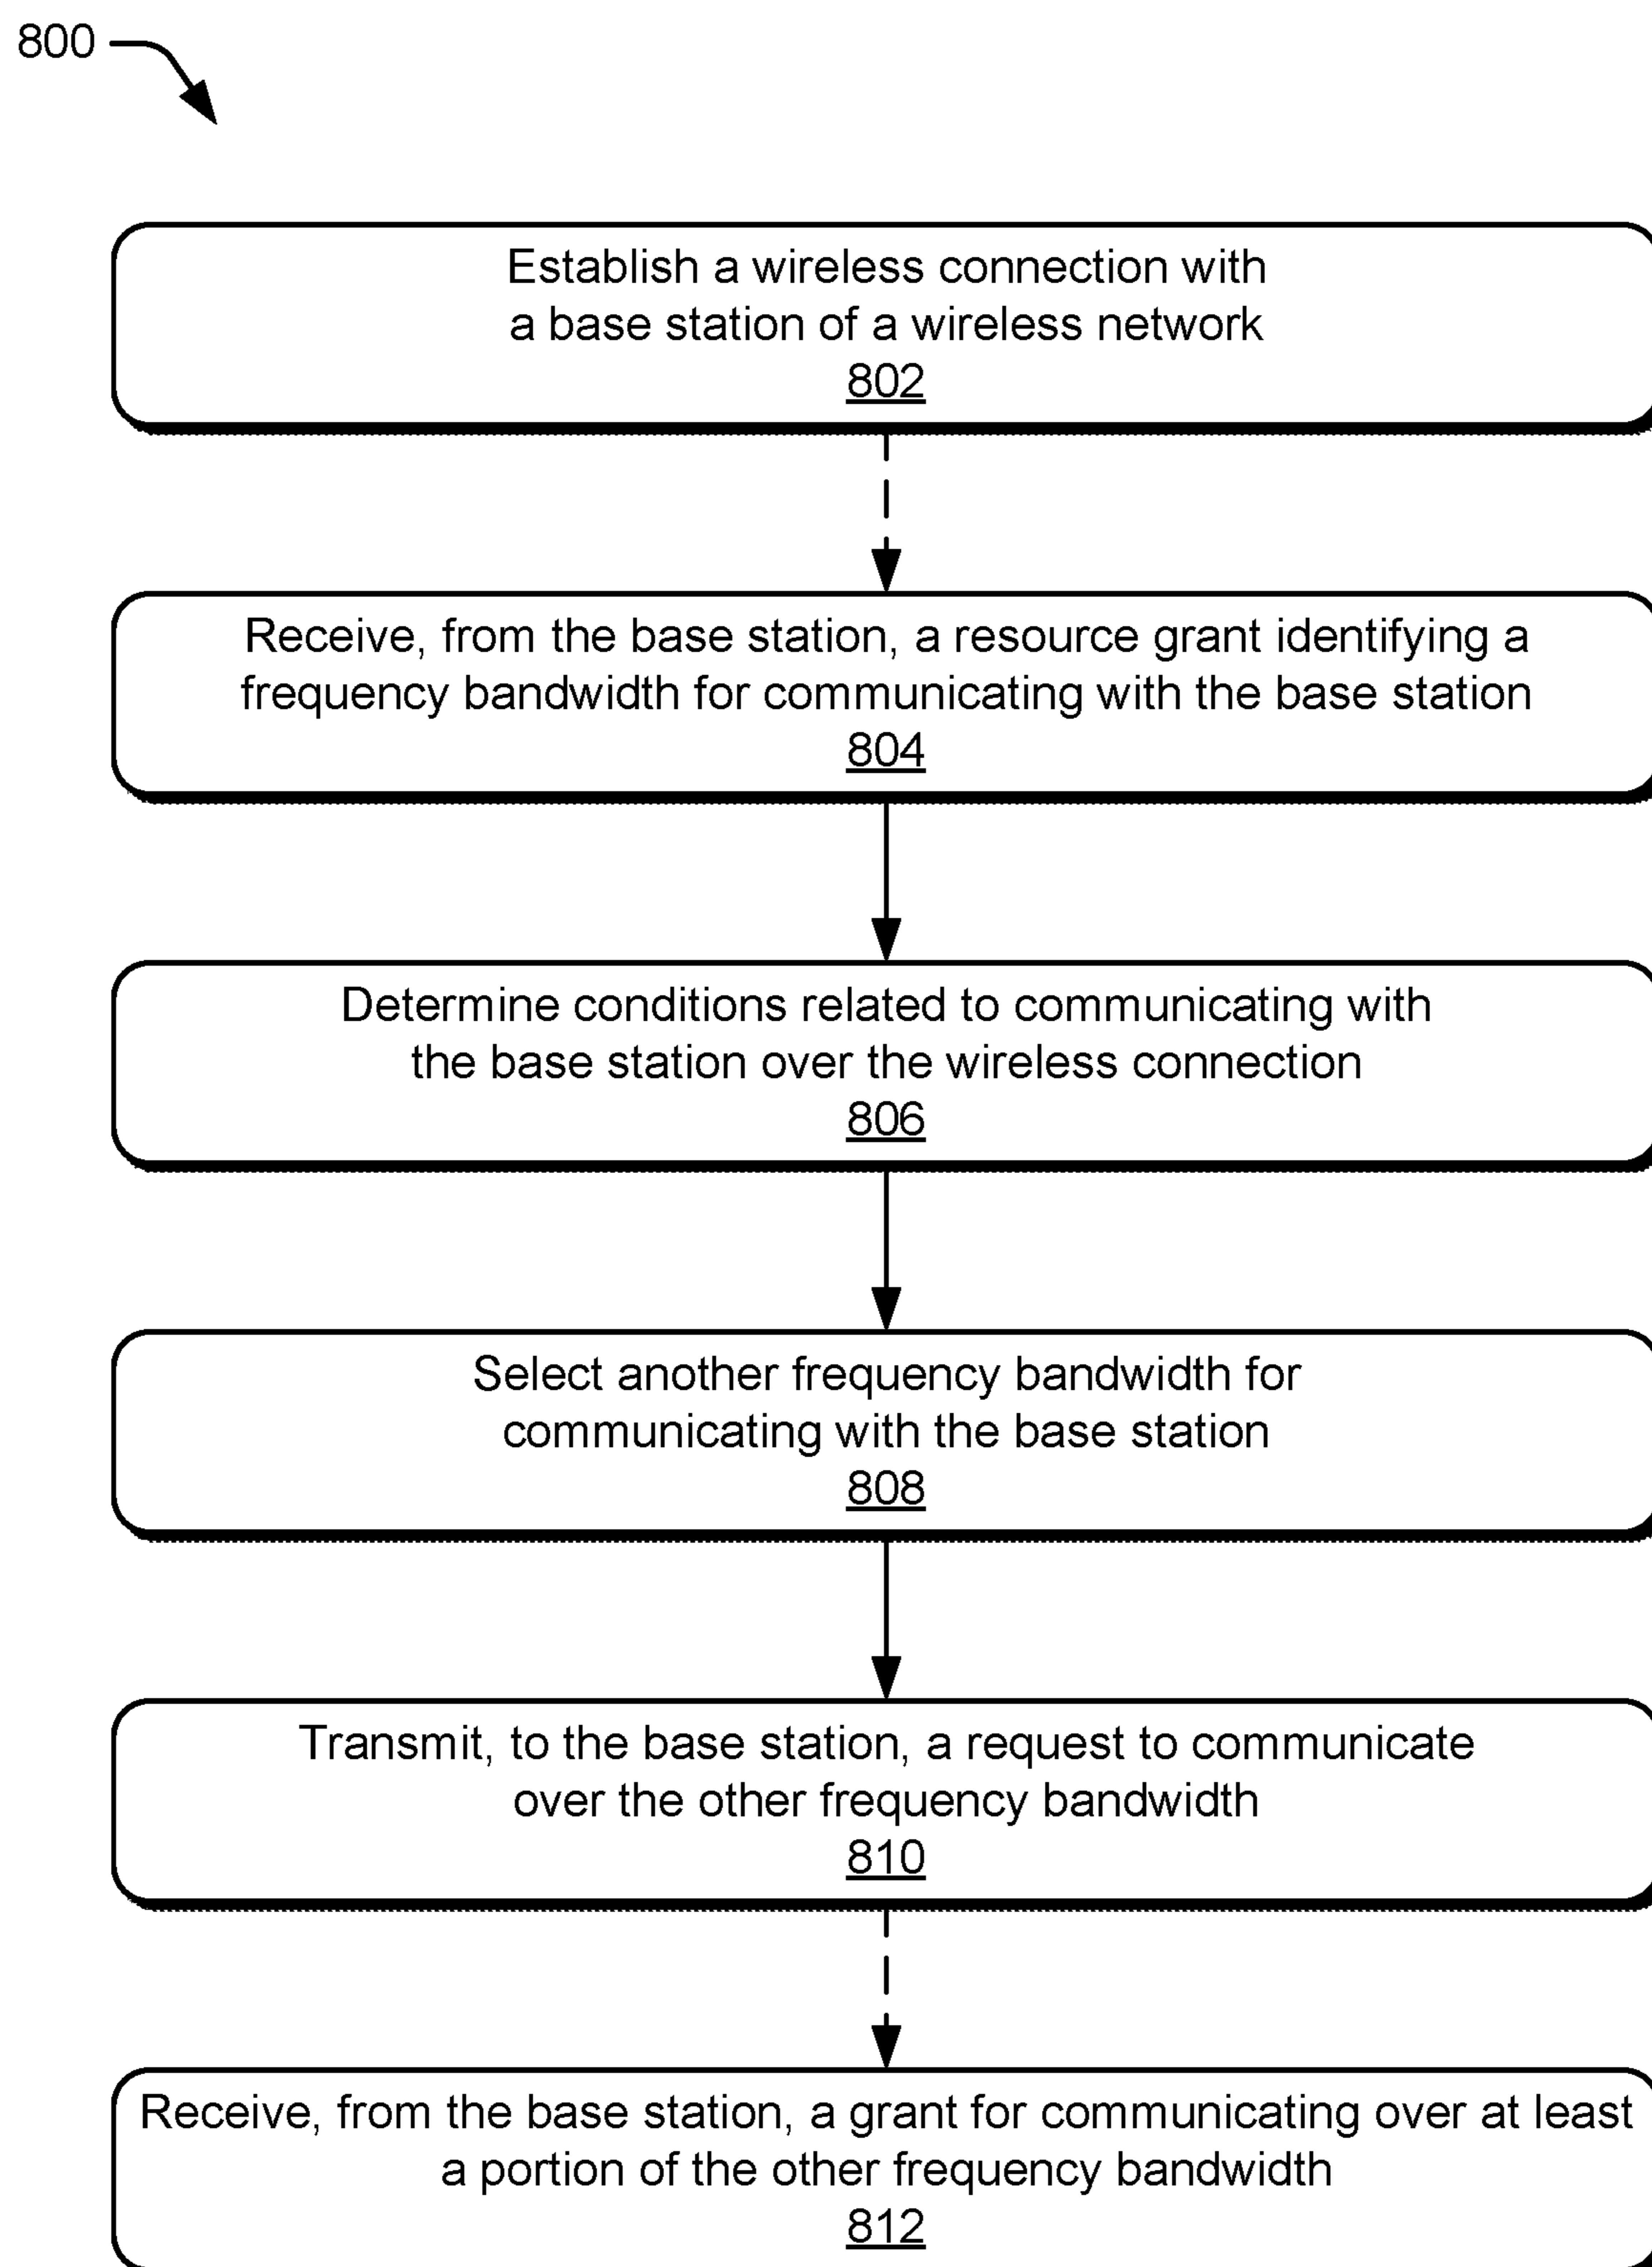 800
Establish a wireless connection with
a base station of a wireless network
802
Receive, from the base station, a resource grant identifying a
frequency bandwidth for communicating with the base station
804
Determine conditions related to communicating with
the base station over the wireless connection
806
Select another frequency bandwidth for
communicating with the base station
808
Transmit, to the base station, a request to communicate
over the other frequency bandwidth
810
Receive, from the base station, a grant for communicating over at least
a portion of the other frequency bandwidth
812